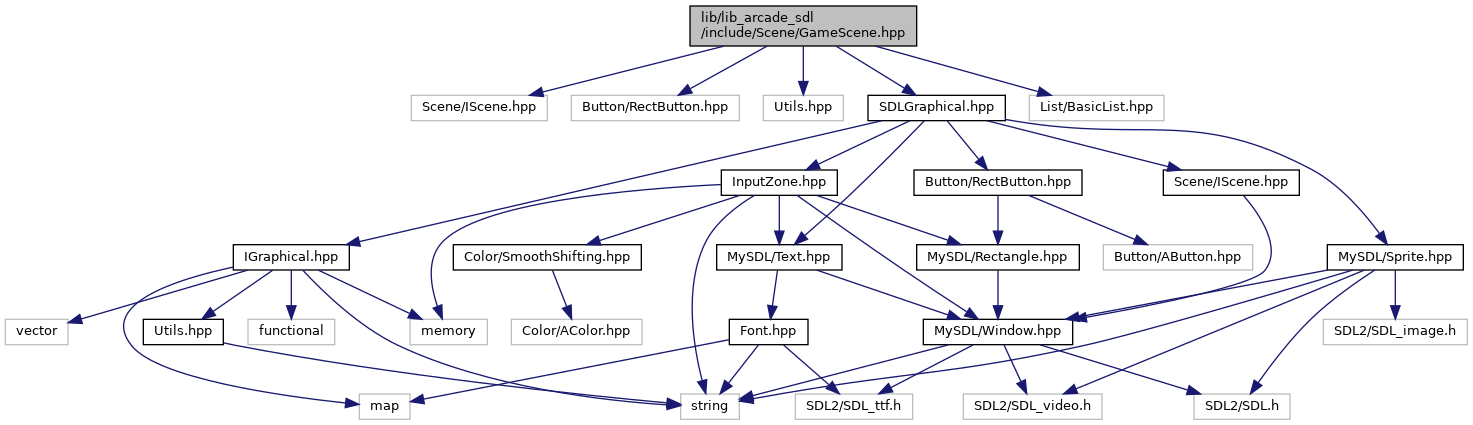 lib/lib_arcade_sdl
/include/Scene/GameScene.hpp
Scene/IScene.hpp
Button/RectButton.hpp
Utils.hpp
SDLGraphical.hpp
List/BasicList.hpp
InputZone.hpp
Button/RectButton.hpp
Scene/IScene.hpp
IGraphical.hpp
Color/SmoothShifting.hpp
MySDL/Text.hpp
MySDL/Rectangle.hpp
Button/AButton.hpp
MySDL/Sprite.hpp
vector
Utils.hpp
functional
memory
Color/AColor.hpp
Font.hpp
MySDL/Window.hpp
SDL2/SDL_image.h
map
string
SDL2/SDL_ttf.h
SDL2/SDL_video.h
SDL2/SDL.h